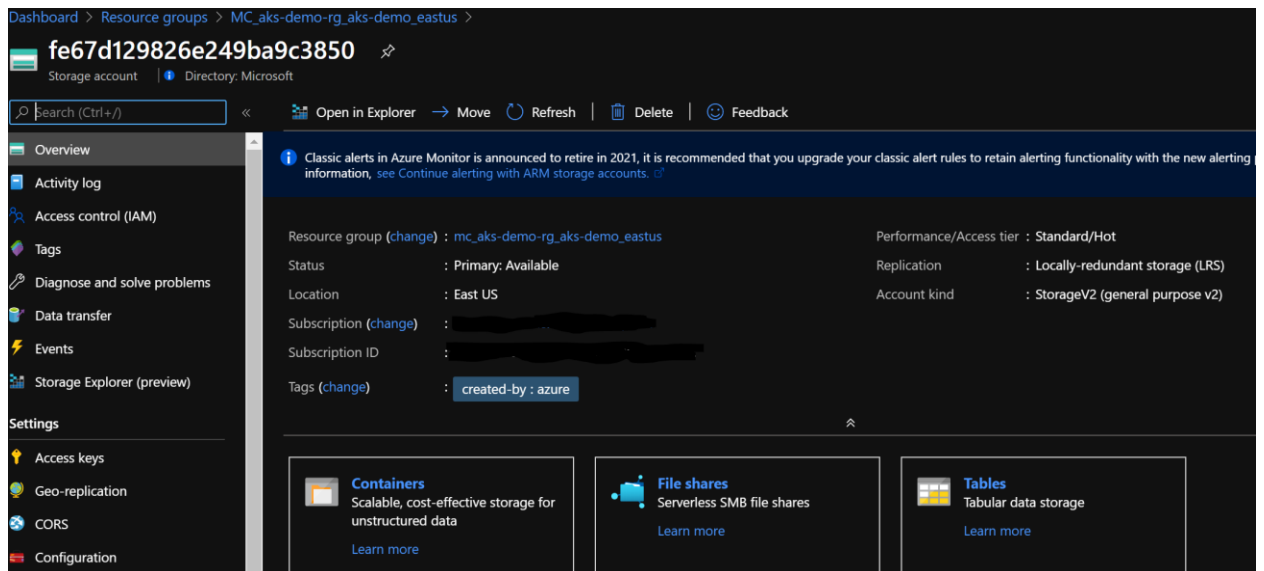 Dashboard > Resource groups > MC_aks-demo-rg_aks-demo_eastus >
fe67d129826e249ba9c3850
Storage account | Directory: Microsoft
Search (Ctrl+/) «
Open in Explorer Move Refresh | Delete | Feedback
Overview
Activity log
Access control (IAM)
Tags
Diagnose and solve problems
Data transfer
Events
Storage Explorer (preview)
Settings
Access keys
Geo-replication
CORS
Configuration
Classic alerts in Azure Monitor is announced to retire in 2021, it is recommended that you upgrade your classic alert rules to retain alerting functionality with the new alerting
information, see Continue alerting with ARM storage accounts.
Resource group (change) : mc_aks-demo-rg_aks-demo_eastus
Status : Primary: Available
Location : East US
Subscription (change) :
Subscription ID :
Tags (change) : created-by : azure
Performance/Access tier : Standard/Hot
Replication : Locally-redundant storage (LRS)
Account kind : StorageV2 (general purpose v2)
Containers
Scalable, cost-effective storage for
unstructured data
Learn more
File shares
Serverless SMB file shares
Learn more
Tables
Tabular data storage
Learn more